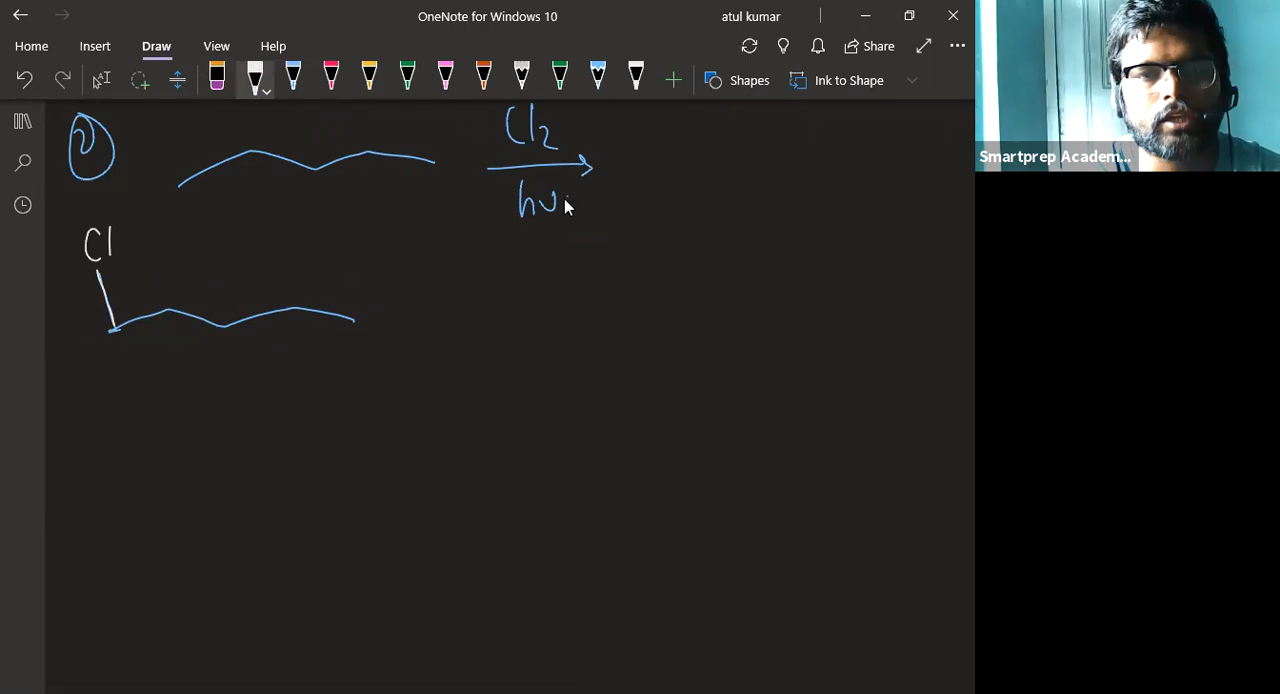 OneNote for Windows 10
atul kumar
Home Insert Draw View Help
Share
Shapes
Ink to Shape
Smartprep Academ...
2
Cl2
hν
Cl